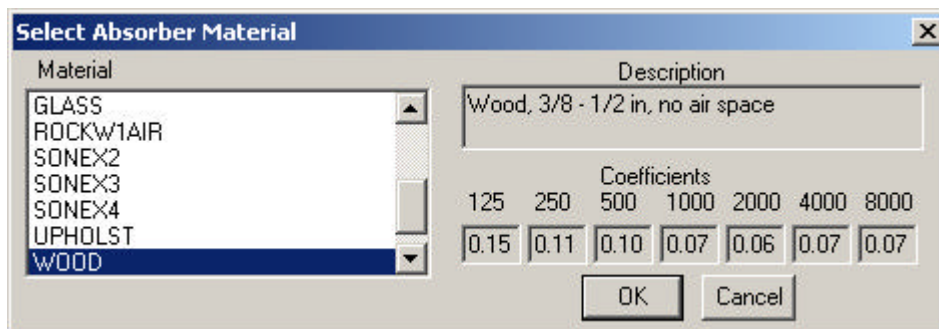 Select Absorber Material
Material
GLASS
ROCKW1AIR
SONEX2
SONEX3
SONEX4
UPHOLST
WOOD
Description
Wood, 3/8 - 1/2 in, no air space
Coefficients
125 250 500 1000 2000 4000 8000
0.15 0.11 0.10 0.07 0.06 0.07 0.07
OK Cancel